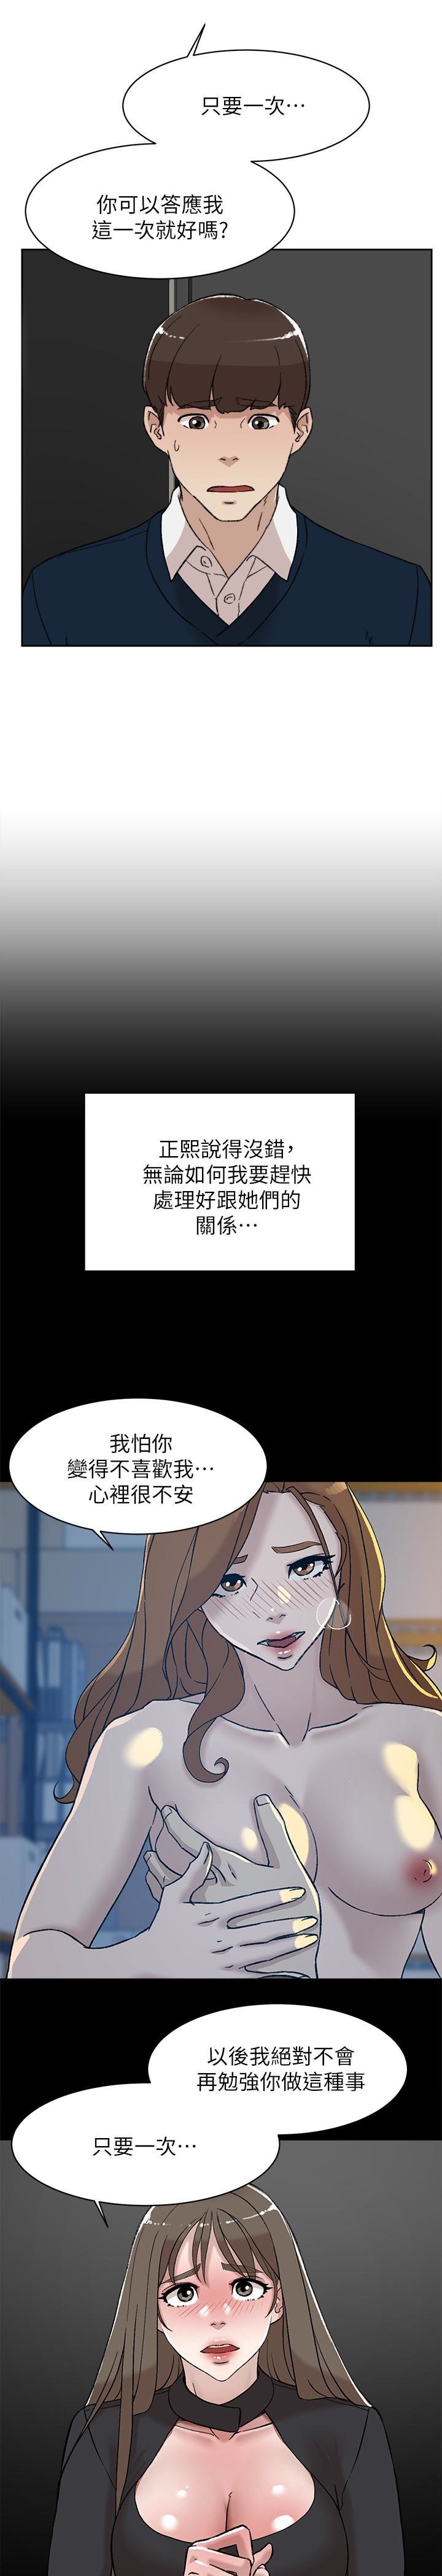 只要一次⋯
你可以答應我
這一次就好嗎?
正熙說得沒錯，
無論如何我要趕快
處理好跟她們的
關係⋯
我怕你
變得不喜歡我⋯
心裡很不安
以後我絕對不會
再勉強你做這種事
只要一次⋯